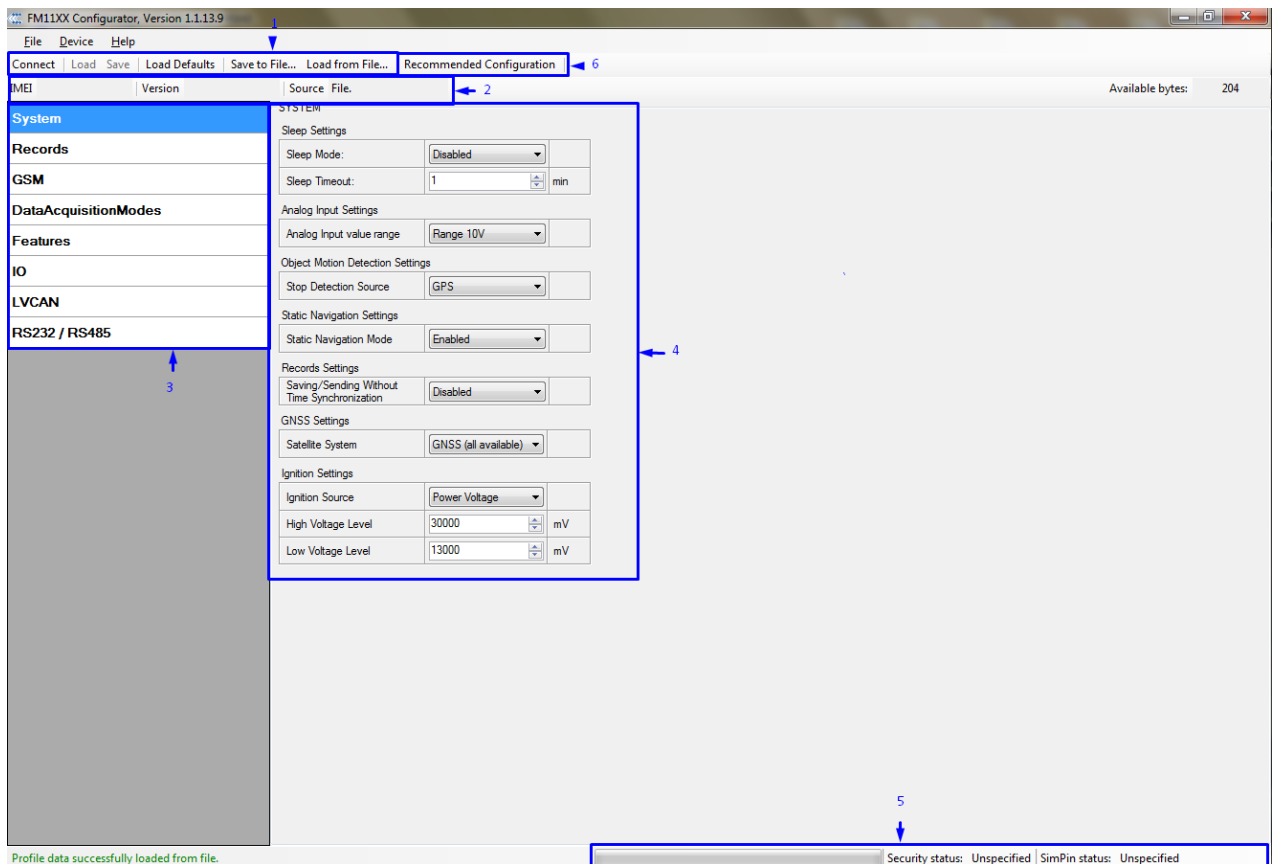 FM11XX Configurator, Version 1.1.13.9
1
File Device Help
Connect Load Save Load Defaults Save to File... Load from File... Recommended Configuration 6
IMEI Version Source File. 2 Available bytes: 204
System
Records
GSM
DataAcquisitionModes
Features
IO
LVCAN
RS232 / RS485
3
SYSTEM
Sleep Settings
Sleep Mode: Disabled
Sleep Timeout: 1 min
Analog Input Settings
Analog Input value range Range 10V
Object Motion Detection Settings
Stop Detection Source GPS
Static Navigation Settings
Static Navigation Mode Enabled
4
Records Settings
Saving/Sending Without
Time Synchronization Disabled
GNSS Settings
Satellite System GNSS (all available)
Ignition Settings
Ignition Source Power Voltage
High Voltage Level 30000 mV
Low Voltage Level 13000 mV
5
Profile data successfully loaded from file. Security status: Unspecified SimPin status: Unspecified